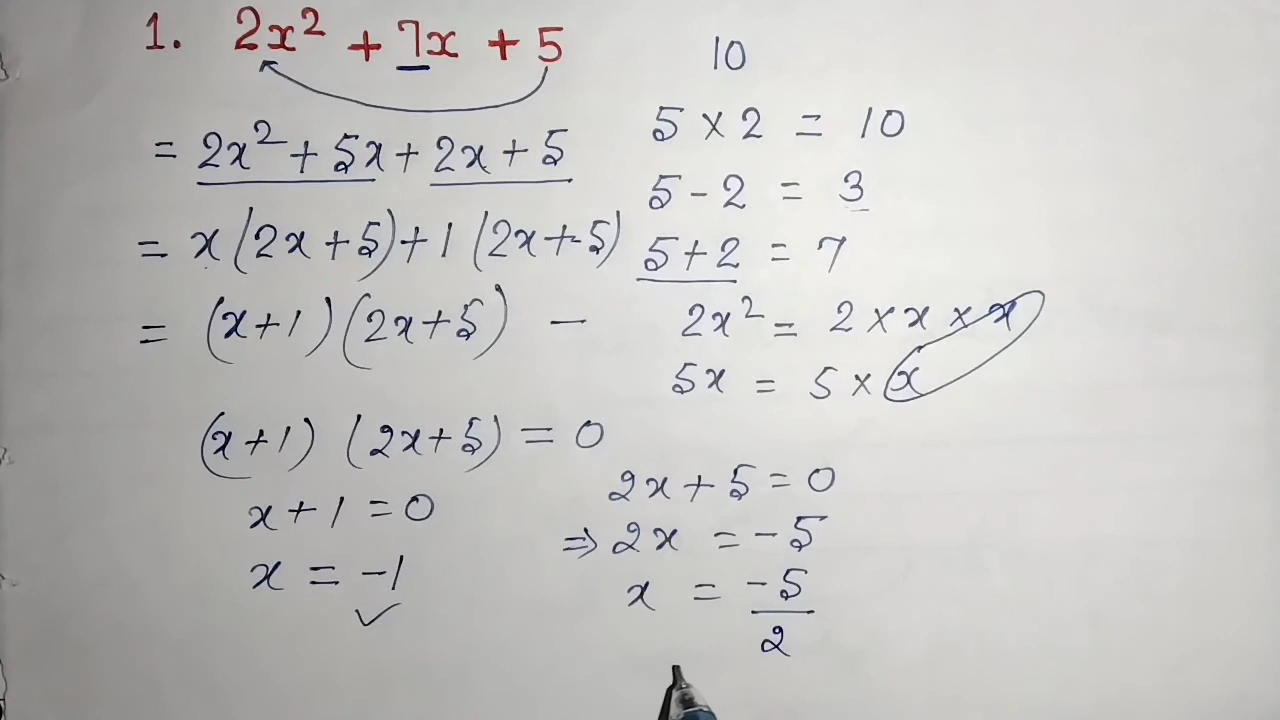 1. 2x² + 7x + 5
10
= 2x² + 5x + 2x + 5
5 × 2 = 10
5 - 2 = 3
= x(2x+5)+1(2x+5)
5+2 = 7
= (x+1)(2x+5) -
2x² = 2 × x × x
5x = 5 × x
(x+1) (2x+5) = 0
x+1 = 0
x = -1 ✓
2x + 5 = 0
⇒ 2x = -5
x = -5/2